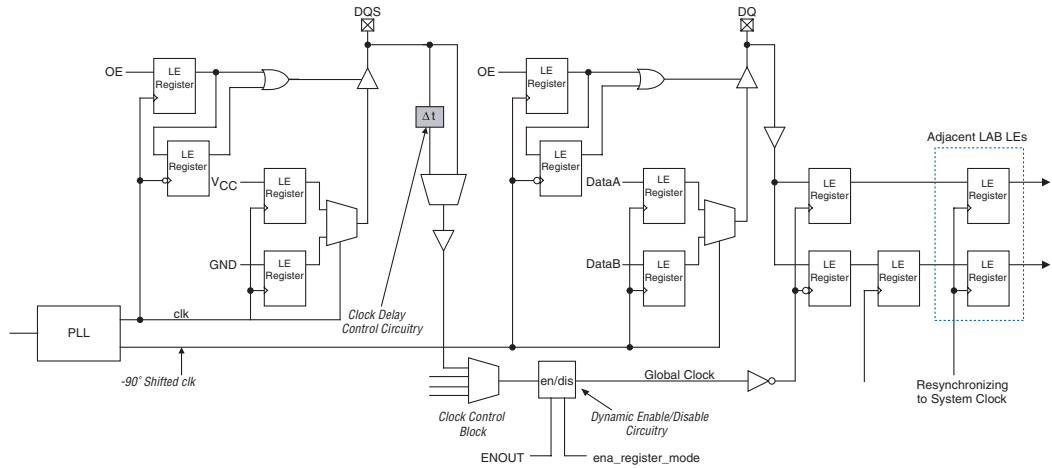 DQS
DQ
OE
LE
Register
LE
Register
VCC
LE
Register
GND
LE
Register
Δt
Clock Delay
Control Circuitry
OE
LE
Register
LE
Register
DataA
LE
Register
DataB
LE
Register
Adjacent LAB LEs
LE
Register
LE
Register
LE
Register
LE
Register
LE
Register
PLL
clk
-90° Shifted clk
Clock Control
Block
en/dis
Global Clock
Dynamic Enable/Disable
Circuitry
ENOUT
ena_register_mode
Resynchronizing
to System Clock